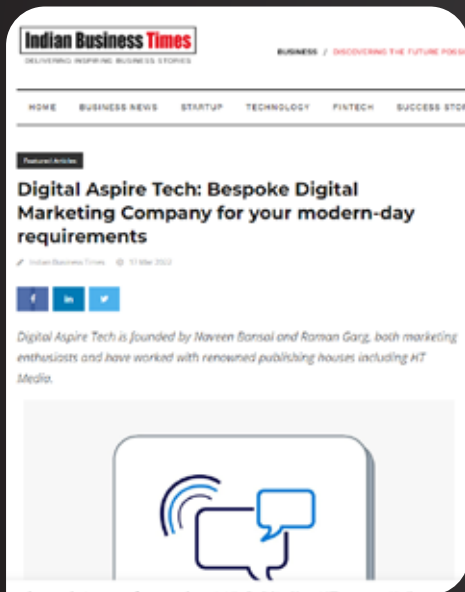 Indian Business Times
DELIVERING INSPIRING BUSINESS STORIES
BUSINESS / DISCOVERING THE FUTURE
HOME BUSINESS NEWS STARTUP TECHNOLOGY FINTECH SUCCESS STOR
Featured Articles
Digital Aspire Tech: Bespoke Digital
Marketing Company for your modern-day
requirements
Indian Business Times Mar 2022
f in
Digital Aspire Tech is founded by Naveen Bansal and Raman Garg, both marketing
enthusiasts and have worked with renowned publishing houses including HT
Media.